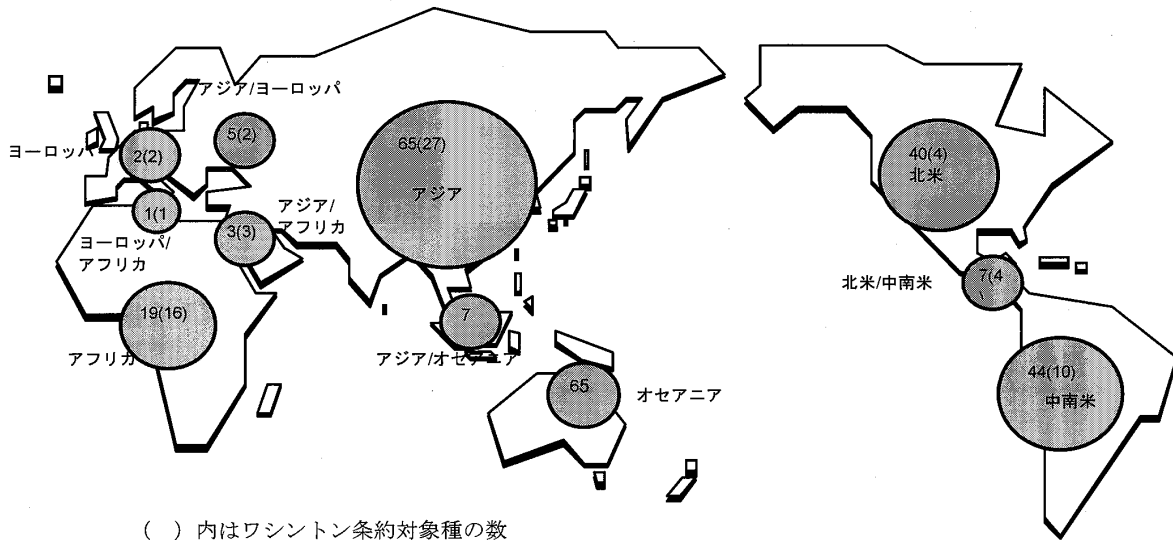 アジア/ヨーロッパ
5(2)
ヨーロッパ
2(2)
65(27)
アジア
40(4)
北米
1(1
アジア/
アフリカ
3(3)
ヨーロッパ/
アフリカ
北米/中南米
7(4
19(16)
7
アフリカ
アジア/オセアニア
65
オセアニア
44(10)
中南米
( )内はワシントン条約対象種の数